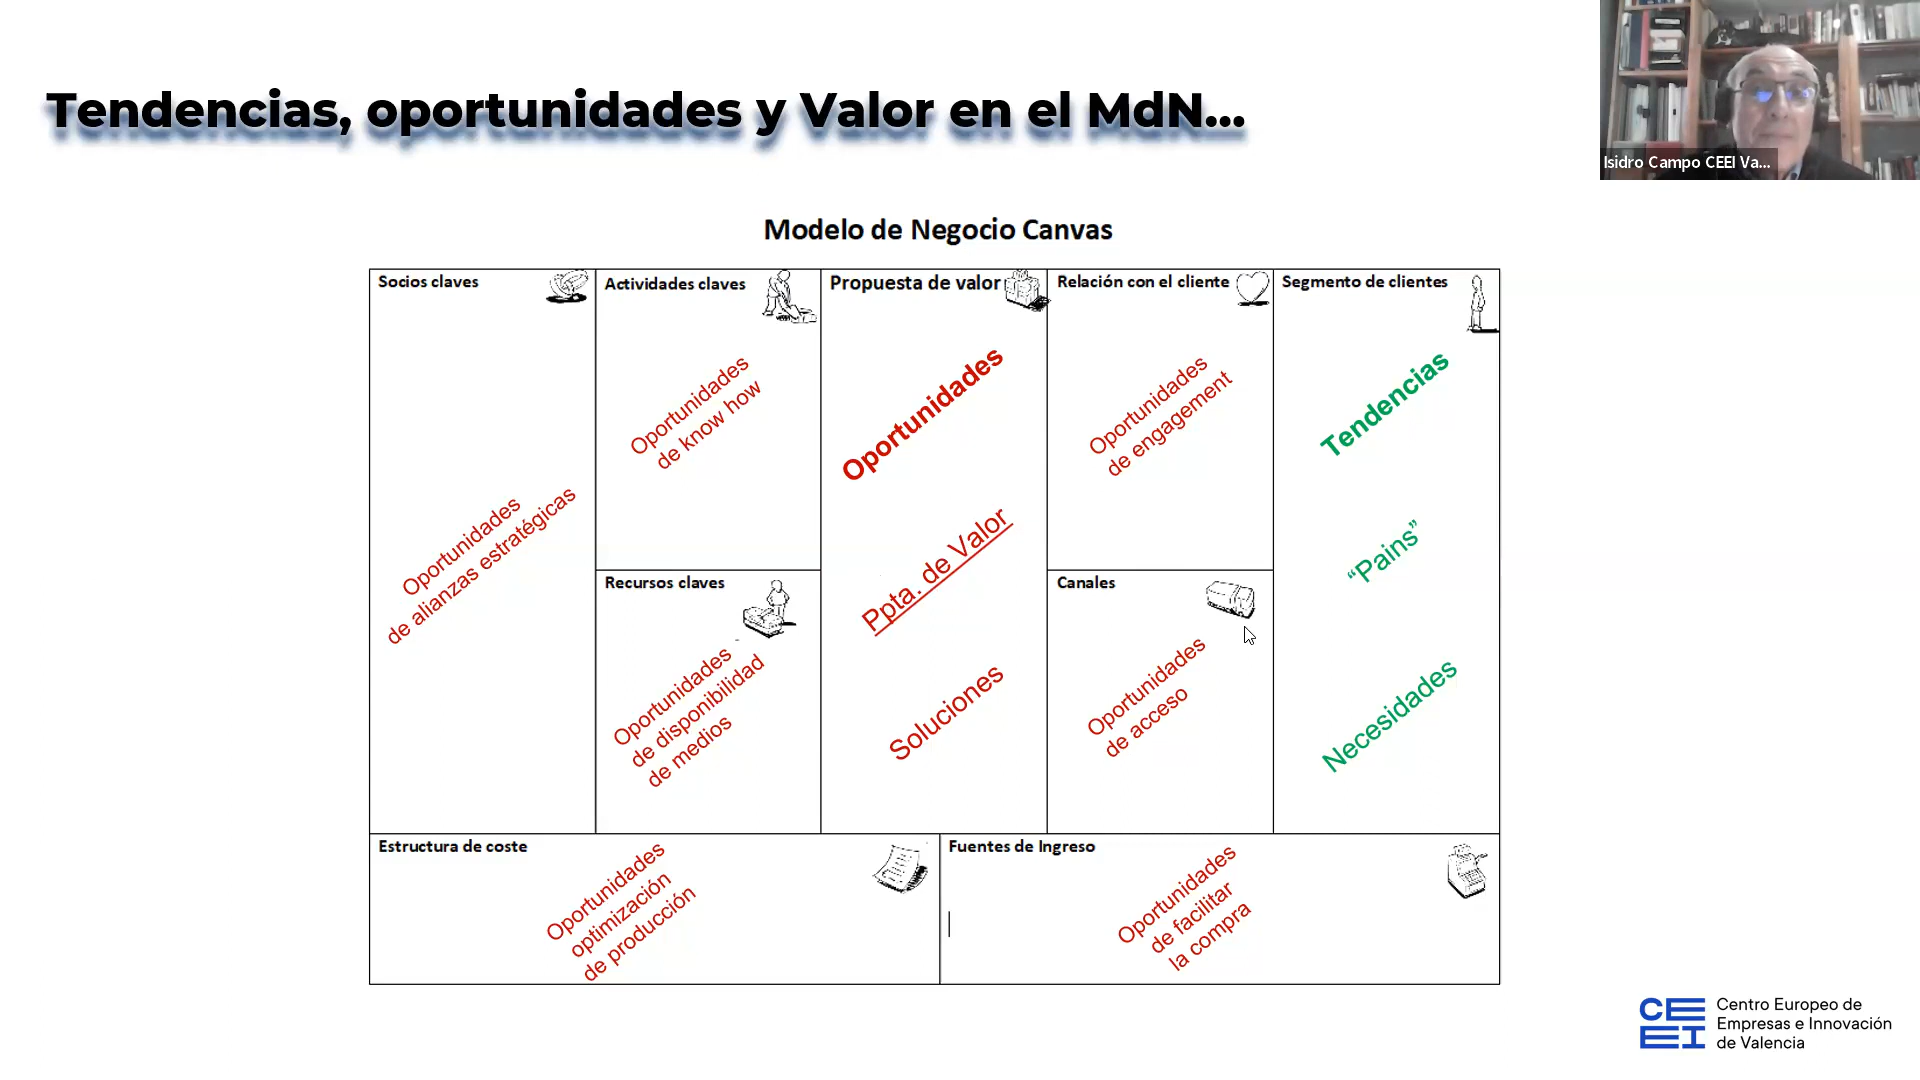 Tendencias, oportunidades y Valor en el MdN...
Isidro Campo CEEI Va...
Modelo de Negocio Canvas
Socios claves
Oportunidades
de alianzas estratégicas
Actividades claves
Oportunidades
de know how
Recursos claves
Oportunidades
de disponibilidad
de medios
Propuesta de valor
Oportunidades
Ppta. de Valor
Soluciones
Relación con el cliente
Oportunidades
de engagement
Canales
Oportunidades
de acceso
Segmento de clientes
Tendencias
“Pains”
Necesidades
Estructura de coste
Oportunidades
optimización
de producción
Fuentes de Ingreso
Oportunidades
de facilitar
la compra
CEEI
Centro Europeo de
Empresas e Innovación
de Valencia